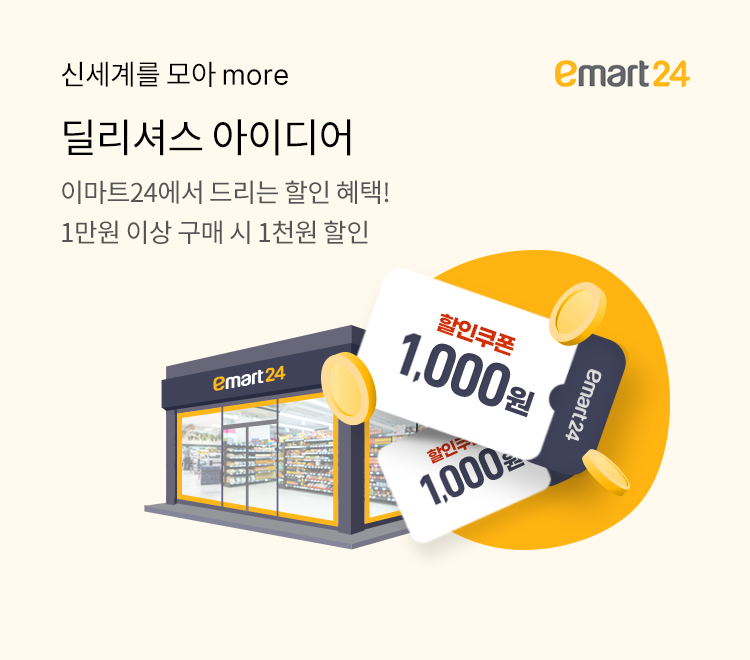 신세계를 모아 more
emart24
딜리셔스 아이디어
이마트24에서 드리는 할인 혜택!
1만원 이상 구매 시 1천원 할인
할인쿠폰
1,000원
emart24
emart24
할인쿠
1,000원